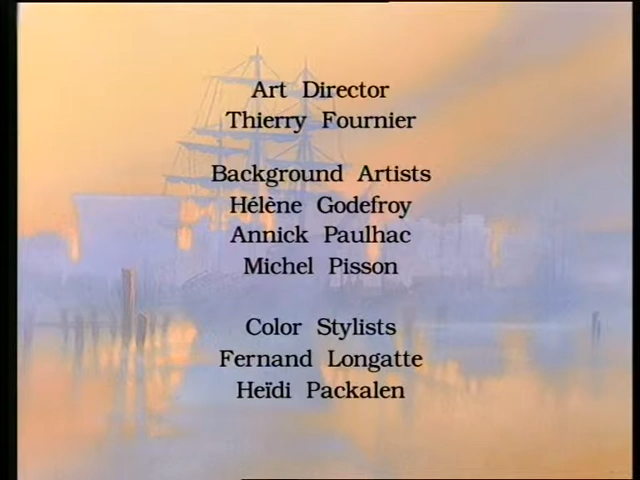 Art Director
Thierry Fournier
Background Artists
Hélène Godefroy
Annick Paulhac
Michel Pisson
Color Stylists
Fernand Longatte
Heïdi Packalen